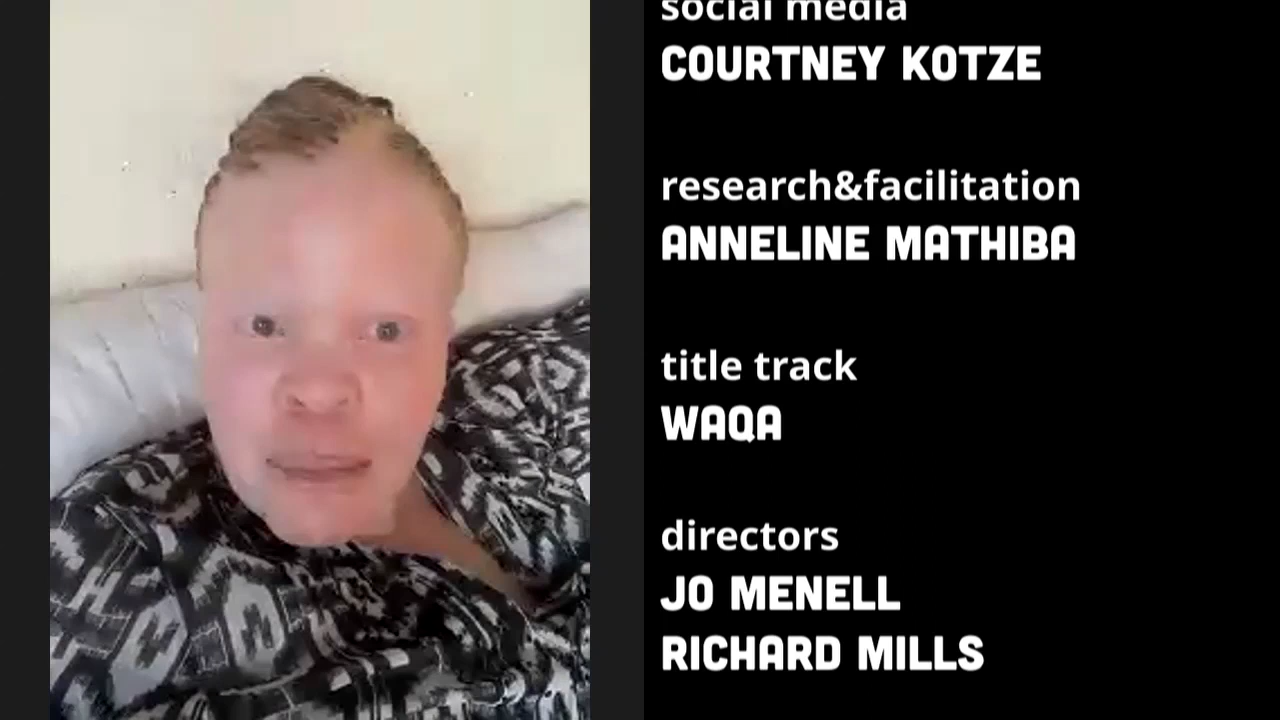 social media
COURTNEY KOTZE
research&facilitation
ANNELINE MATHIBA
title track
WAQA
directors
JO MENELL
RICHARD MILLS